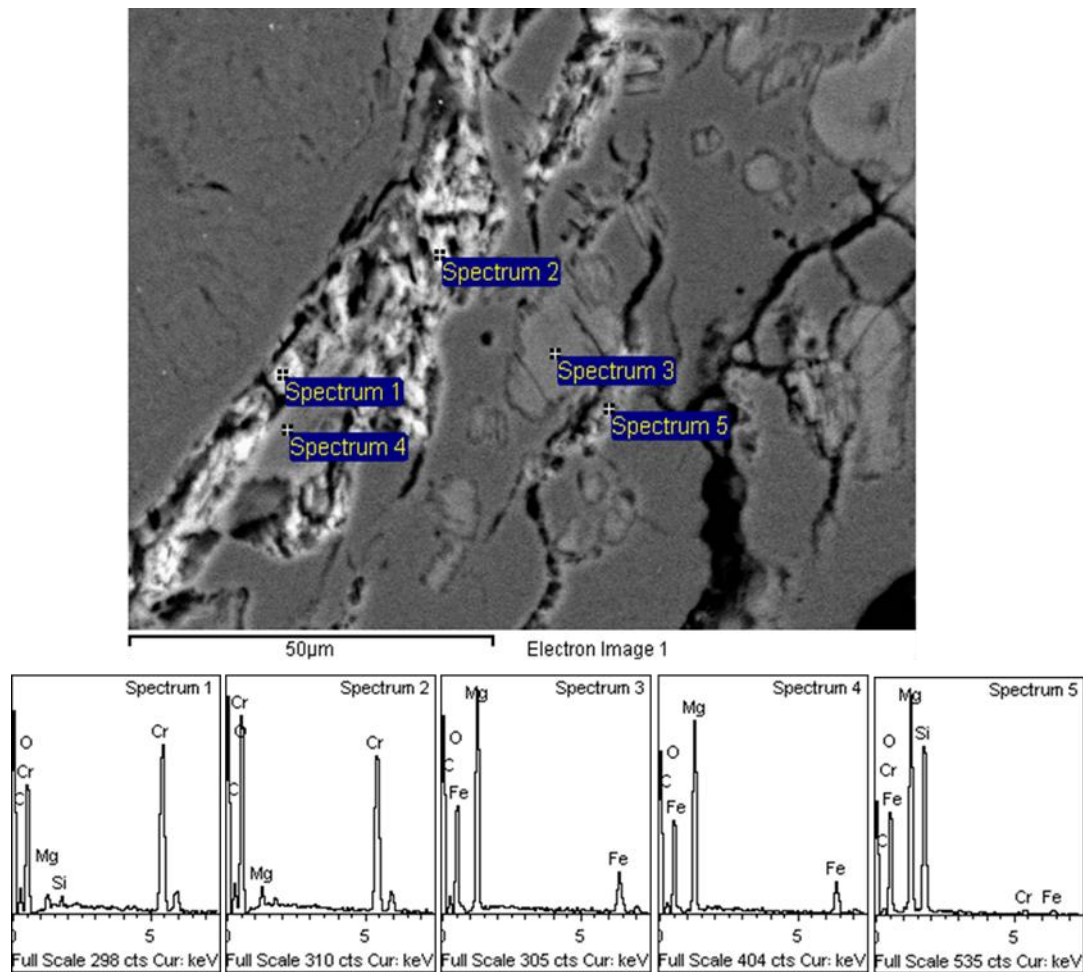 Spectrum 2
Spectrum 3
Spectrum 1
Spectrum 5
Spectrum 4
50µm
Electron Image 1
Spectrum 1
O
Cr
C
Mg
Si
Cr
0
5
Full Scale 298 cts Cur: keV
Spectrum 2
Cr
O
C
Mg
Cr
5
Full Scale 310 cts Cur: keV
Spectrum 3
Mg
O
C
Fe
Fe
5
Full Scale 305 cts Cur: keV
Spectrum 4
Mg
O
C
Fe
Fe
5
Full Scale 404 cts Cur: keV
Spectrum 5
Mg
Si
O
Cr
Fe
C
Cr
Fe
5
Full Scale 535 cts Cur: keV